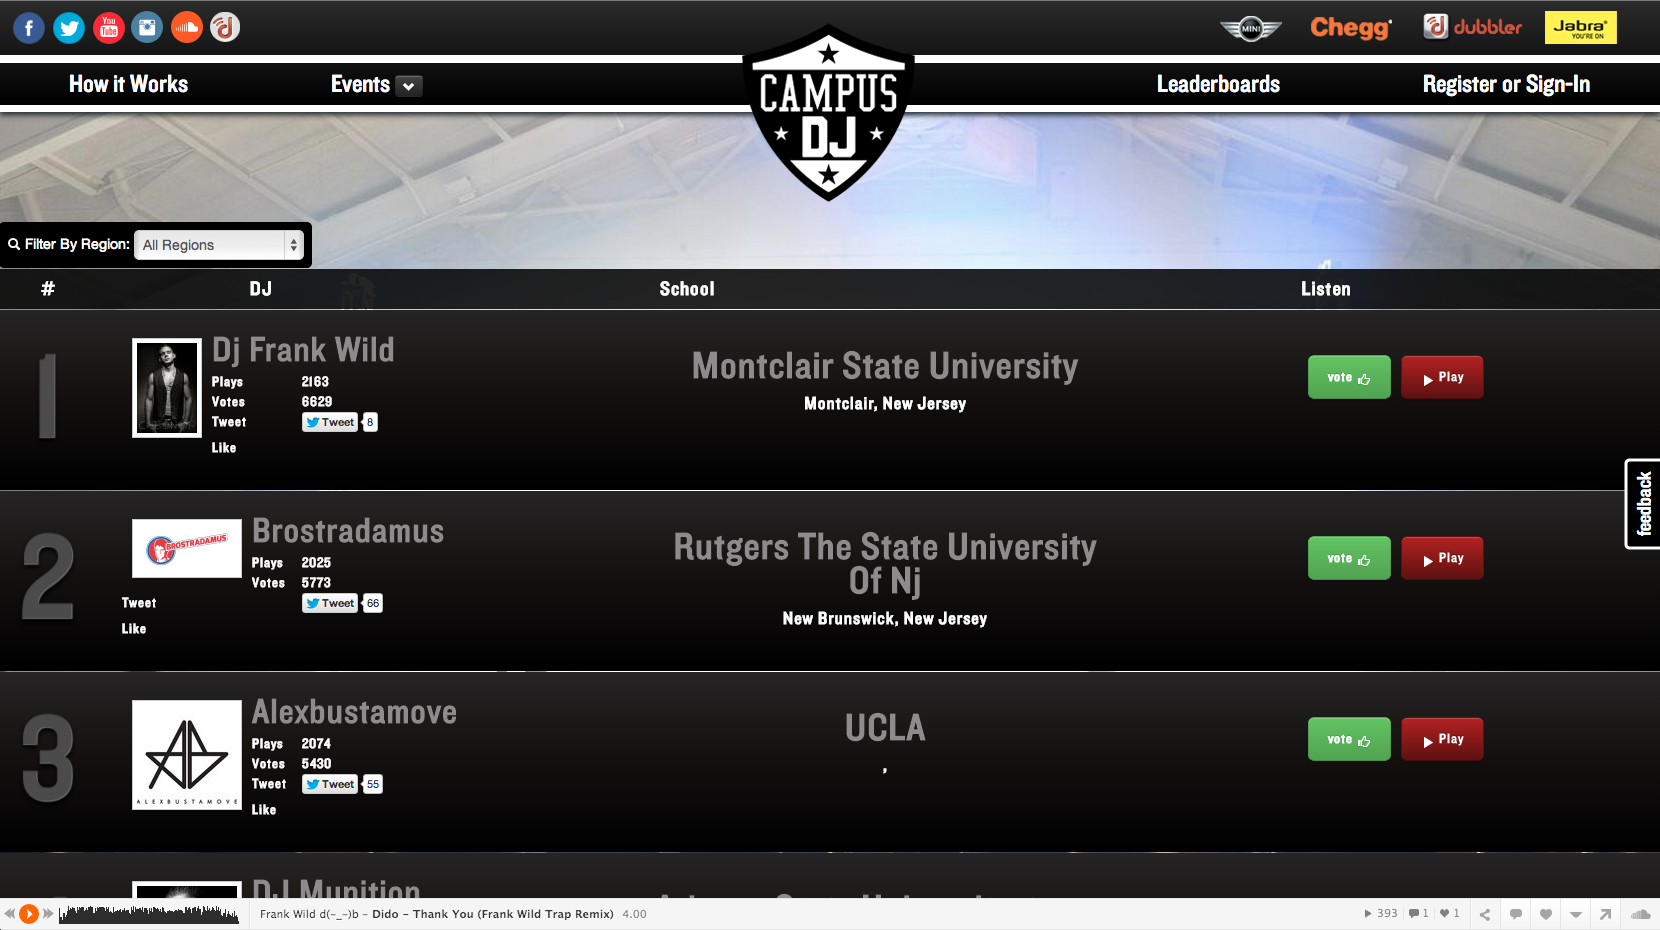 f You Tube
MINI Chegg dubbler Jabra YOU'RE ON
How it Works Events Leaderboards Register or Sign-In
CAMPUS
DJ
Filter By Region: All Regions
# DJ School Listen
1
Dj Frank Wild
Plays 2163
Votes 6629
Tweet Tweet 8
Like
Montclair State University
Montclair, New Jersey
vote Play
feedback
2
BROSTRADAMUS
Brostradamus
Plays 2025
Votes 5773
Tweet Tweet 66
Like
Rutgers The State University
Of Nj
New Brunswick, New Jersey
vote Play
3
ALEXBUSTAMOVE
Alexbustamove
Plays 2074
Votes 5430
Tweet Tweet 55
Like
UCLA
,
vote Play
DJ Munition
Frank Wild d(-_-)b - Dido - Thank You (Frank Wild Trap Remix) 4.00
393 1 1